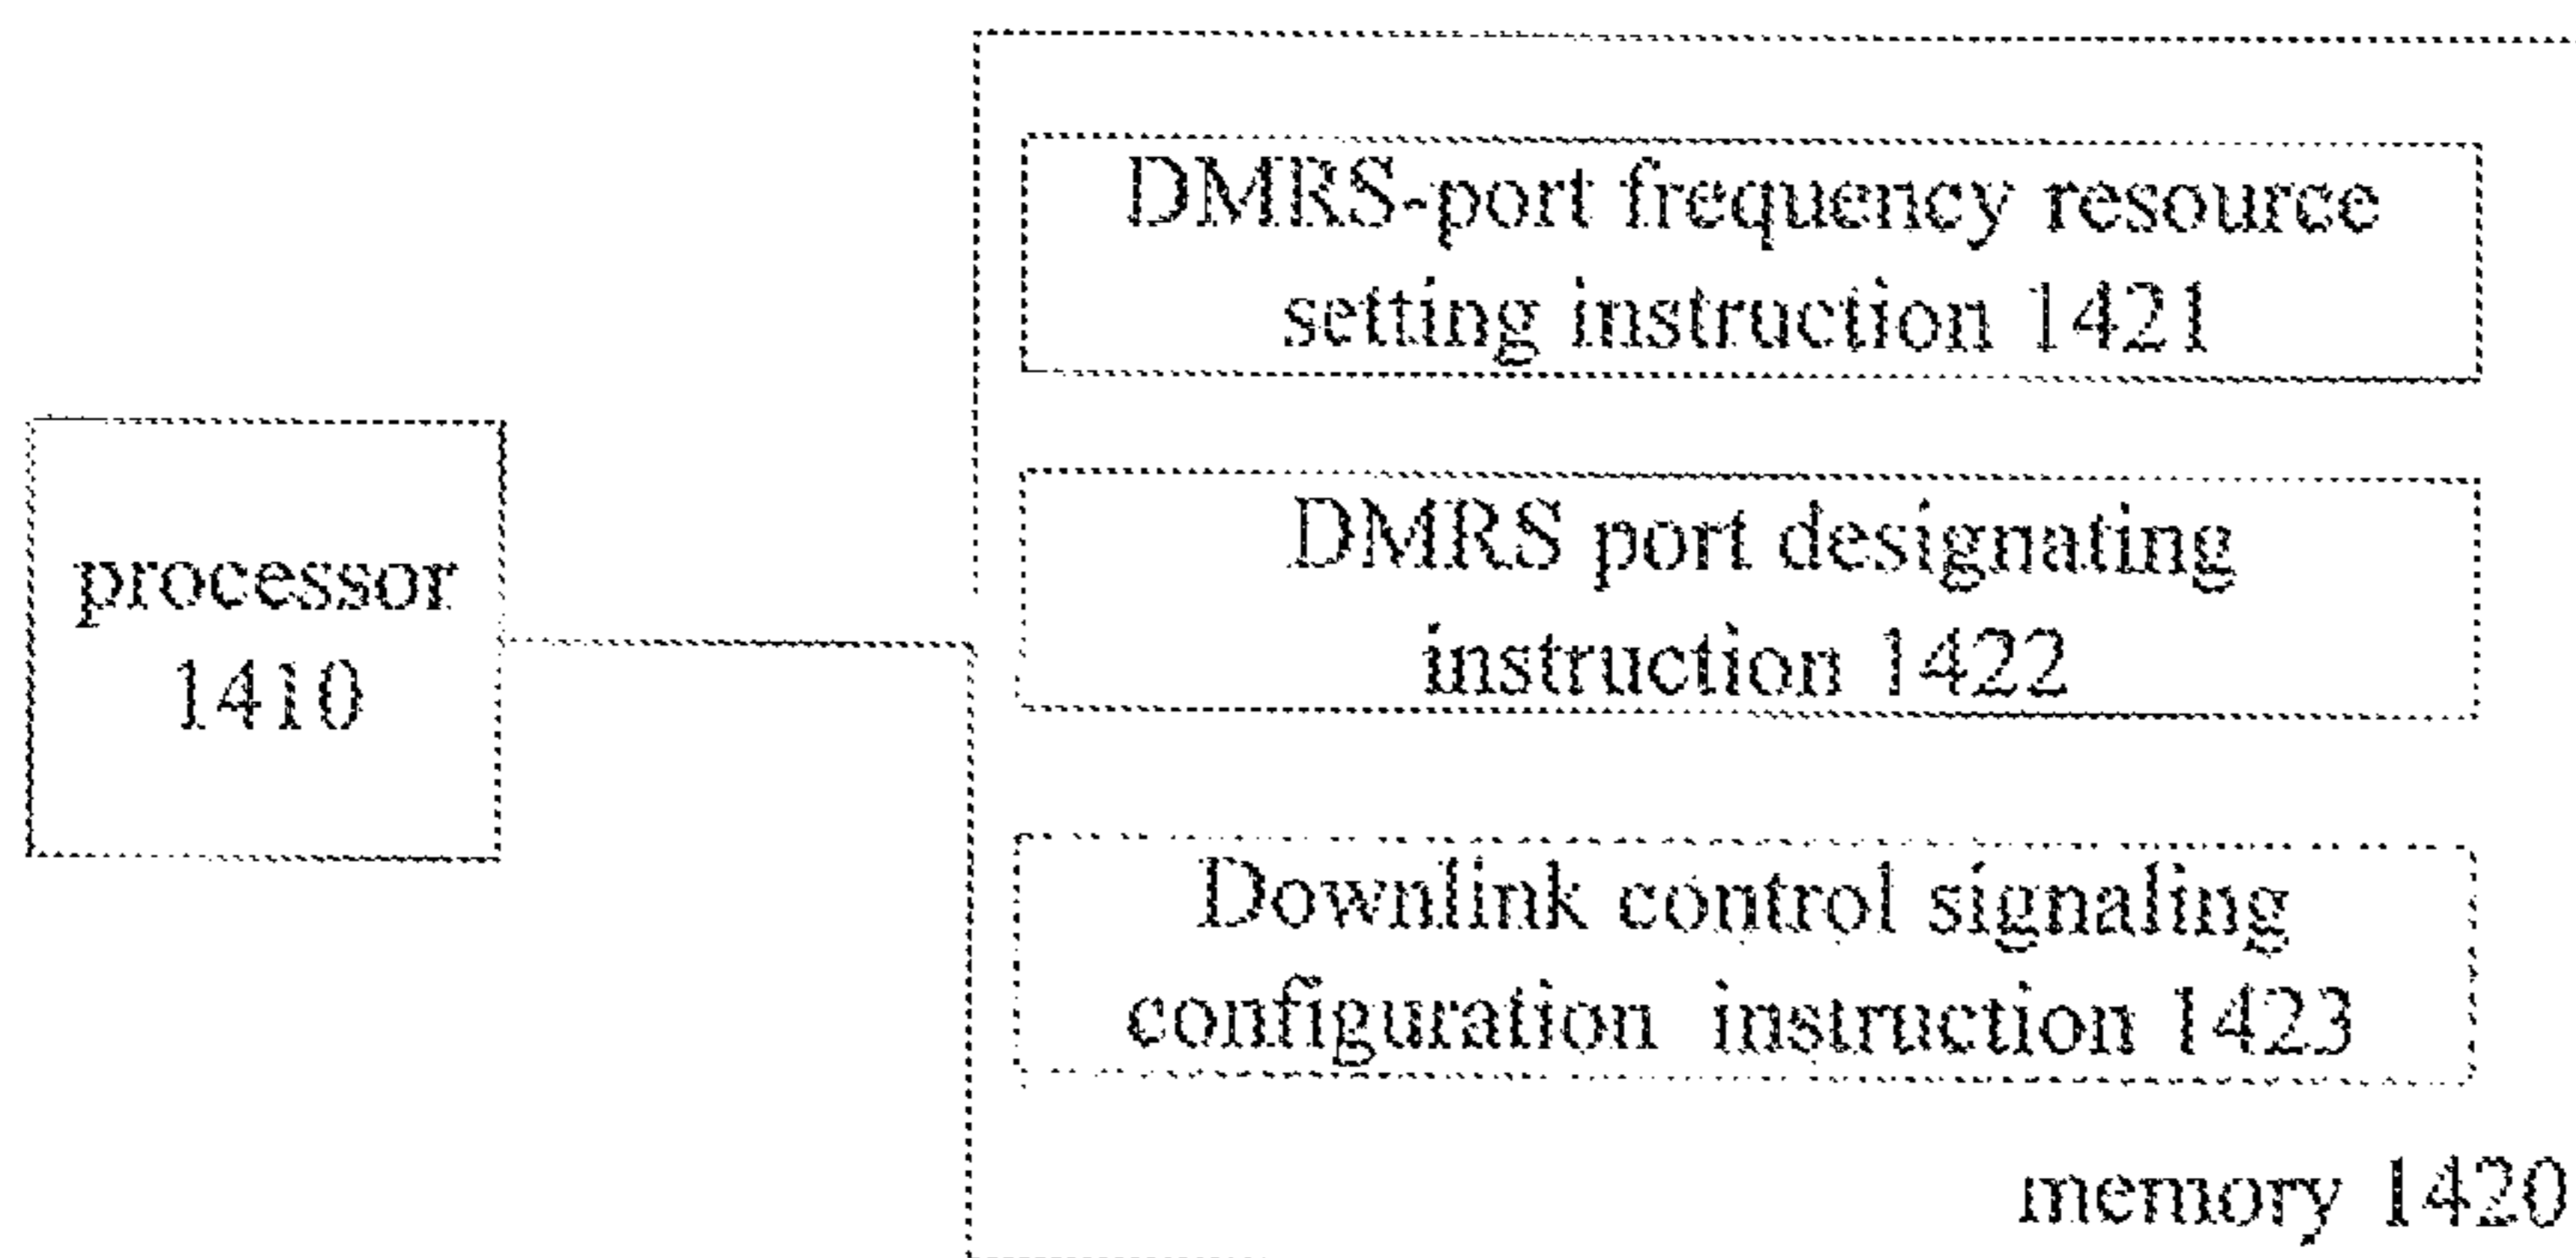 DMRS-port frequency resource
setting instruction 1421
processor
1410
DMRS port designating
instruction 1422
Downlink control signaling
configuration instruction 1423
memory 1420